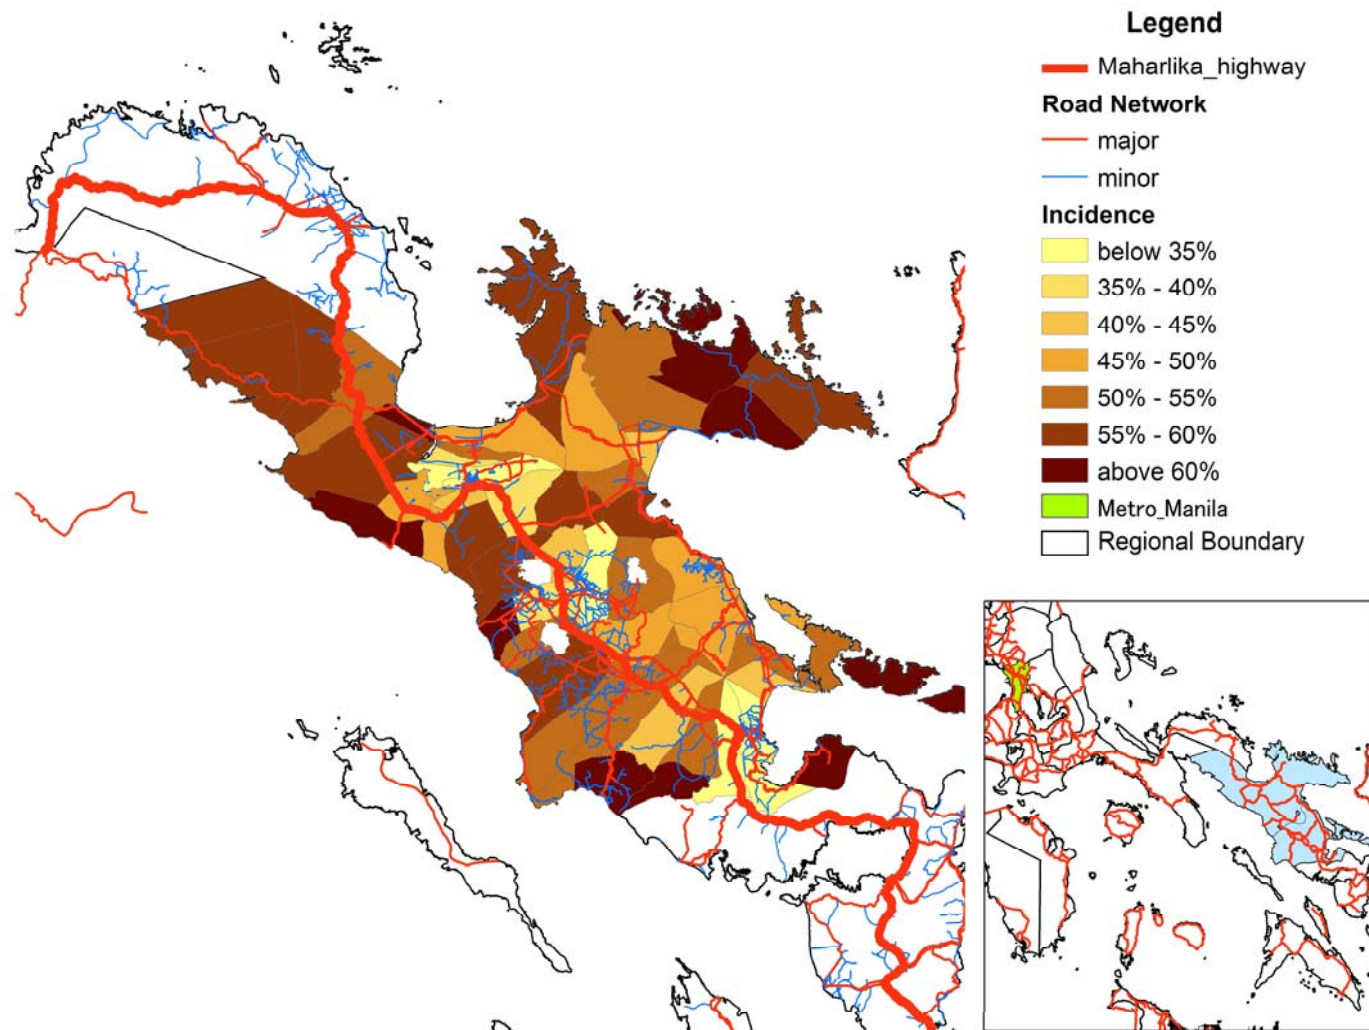 Legend
Maharlika_highway
Road Network
major
minor
Incidence
below 35%
35% - 40%
40% - 45%
45% - 50%
50% - 55%
55% - 60%
above 60%
Metro_Manila
Regional Boundary